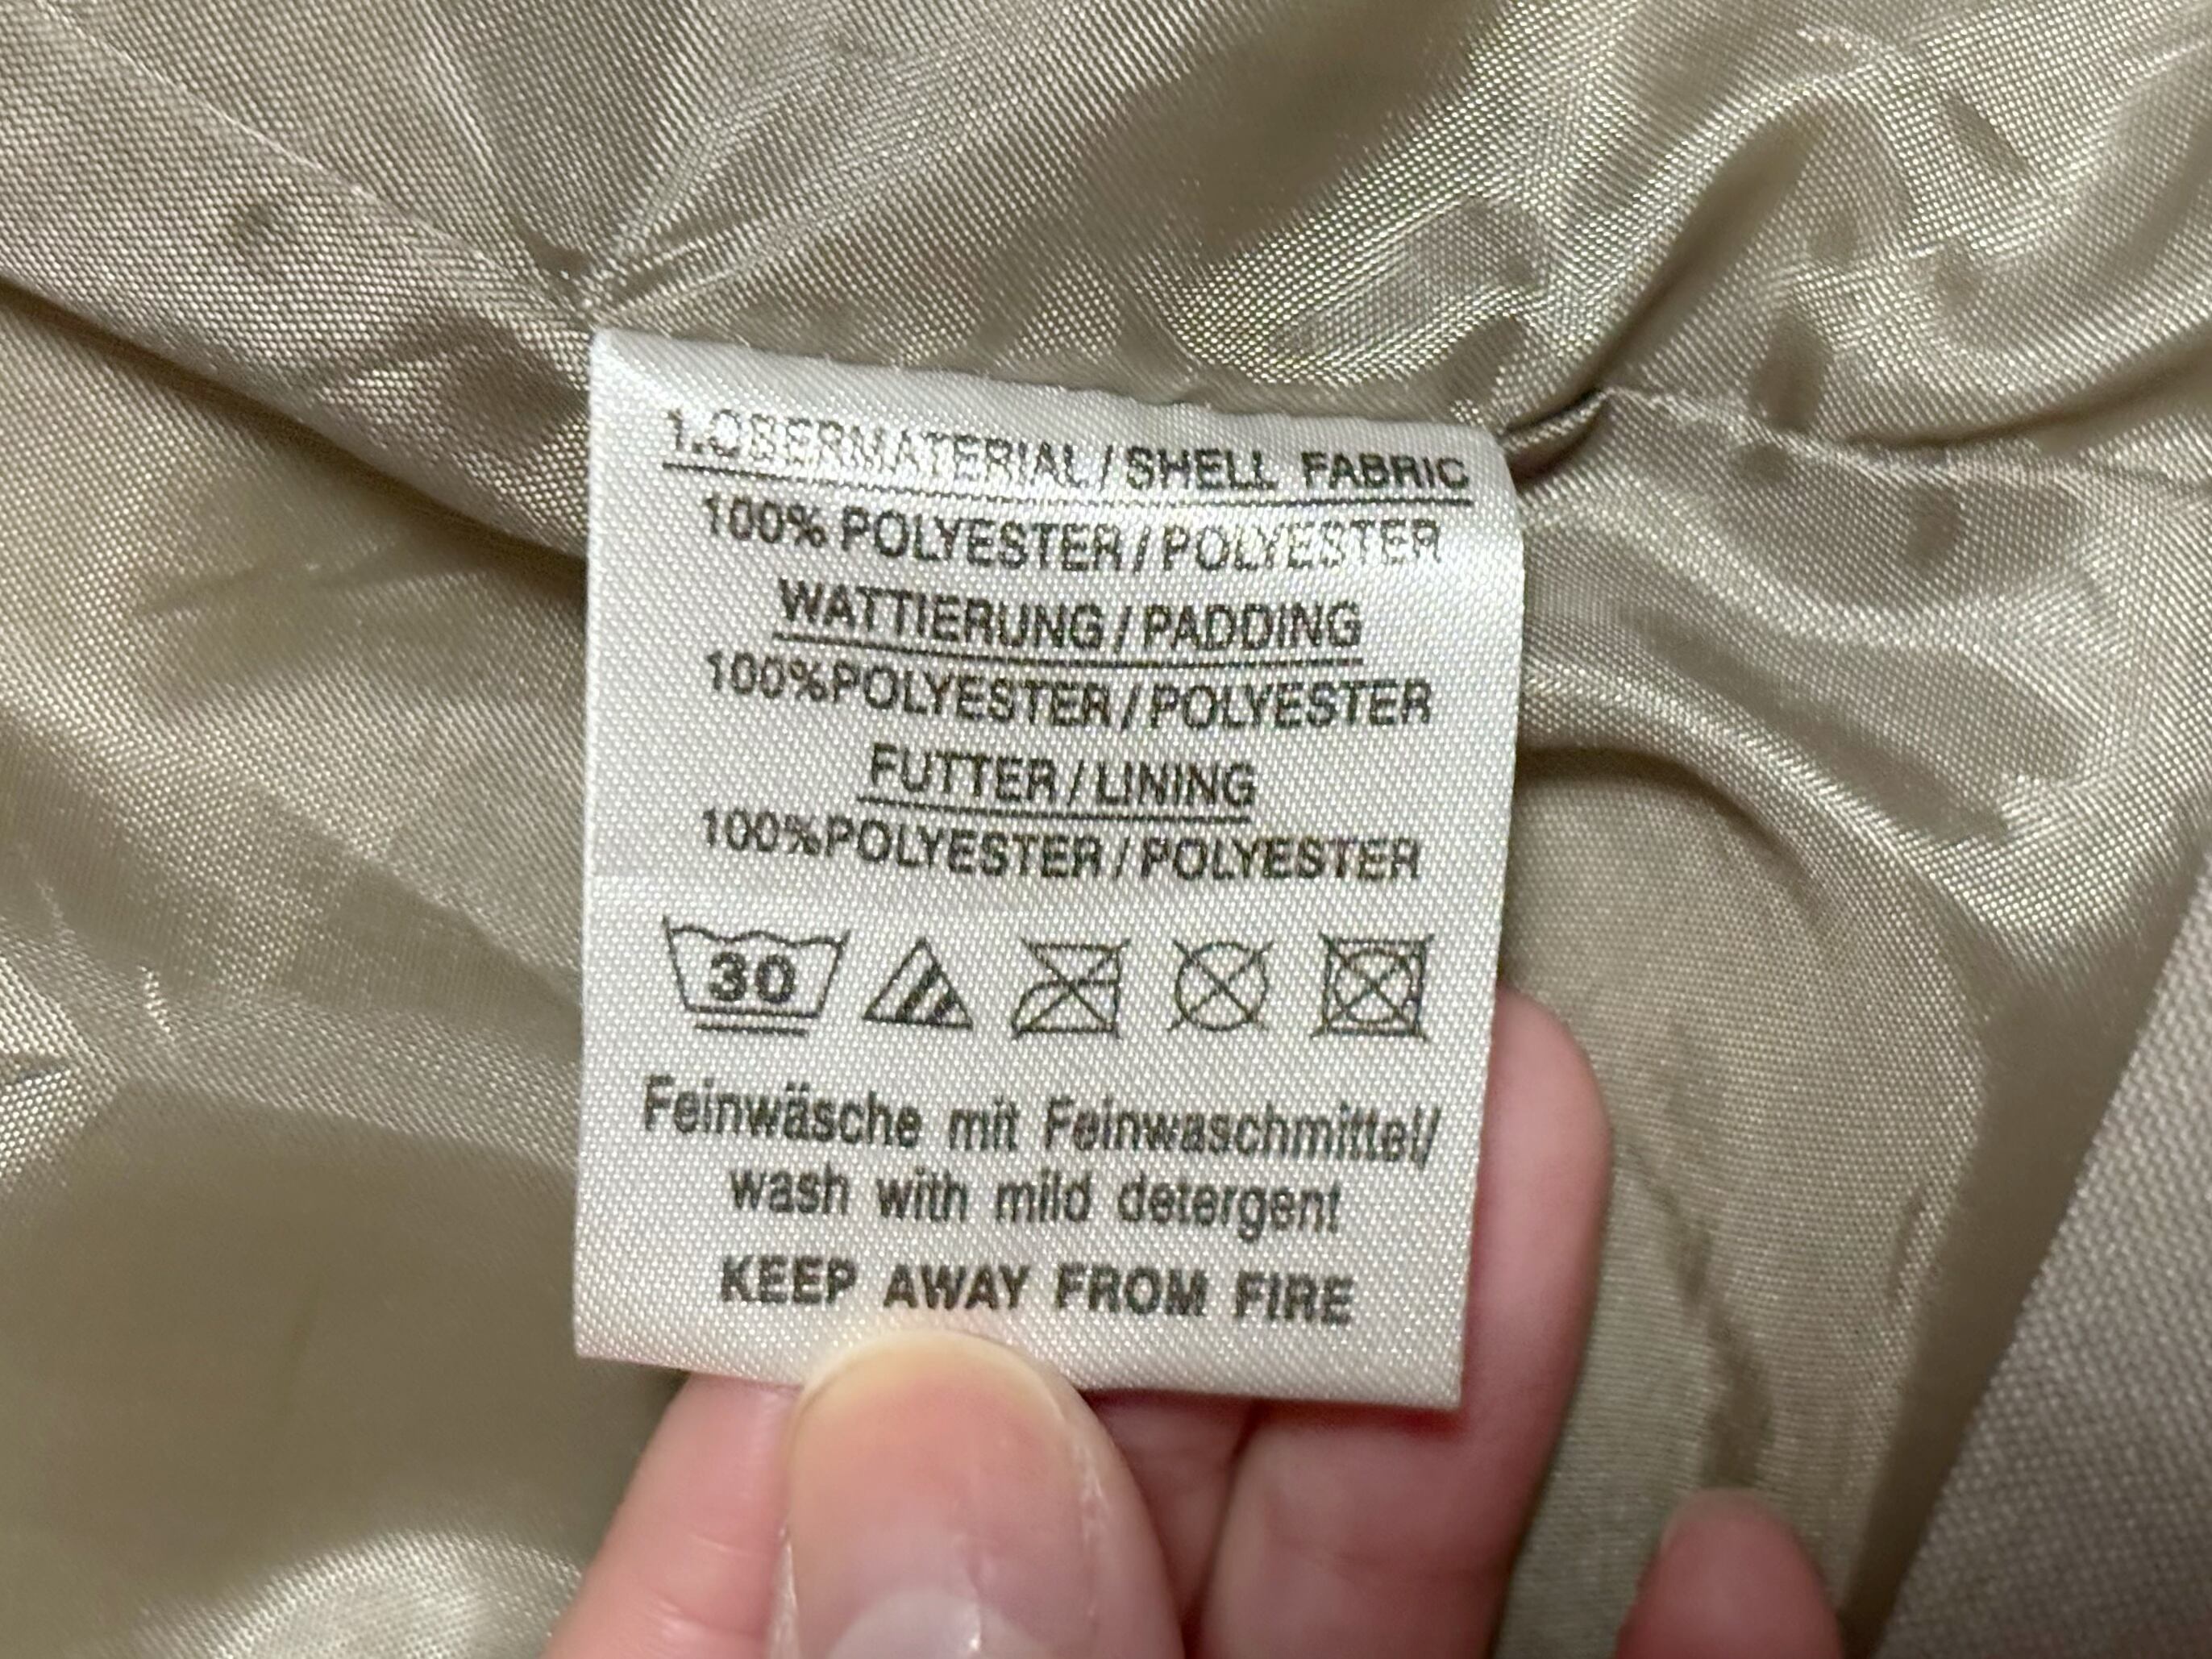 1.OBERMATERIAL / SHELL FABRIC
100% POLYESTER / POLYESTER
WATTIERUNG / PADDING
100%POLYESTER / POLYESTER
FUTTER / LINING
100%POLYESTER / POLYESTER
30
Feinwäsche mit Feinwaschmittel/
wash with mild detergent
KEEP AWAY FROM FIRE